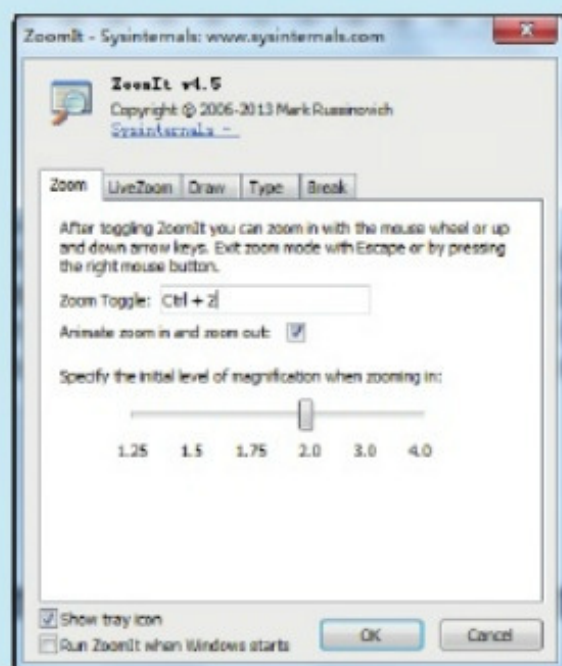 ZoomIt - Sysinternals: www.sysinternals.com
ZoomIt v4.5
Copyright © 2006-2013 Mark Russinovich
Sysinternals -
Zoom LiveZoom Draw Type Break
After toggling ZoomIt you can zoom in with the mouse wheel or up
and down arrow keys. Exit zoom mode with Escape or by pressing
the right mouse button.
Zoom Toggle: Ctrl + 2
Animate zoom in and zoom out:
Specify the initial level of magnification when zooming in:
1.25 1.5 1.75 2.0 3.0 4.0
Show tray icon
Run ZoomIt when Windows starts
OK Cancel